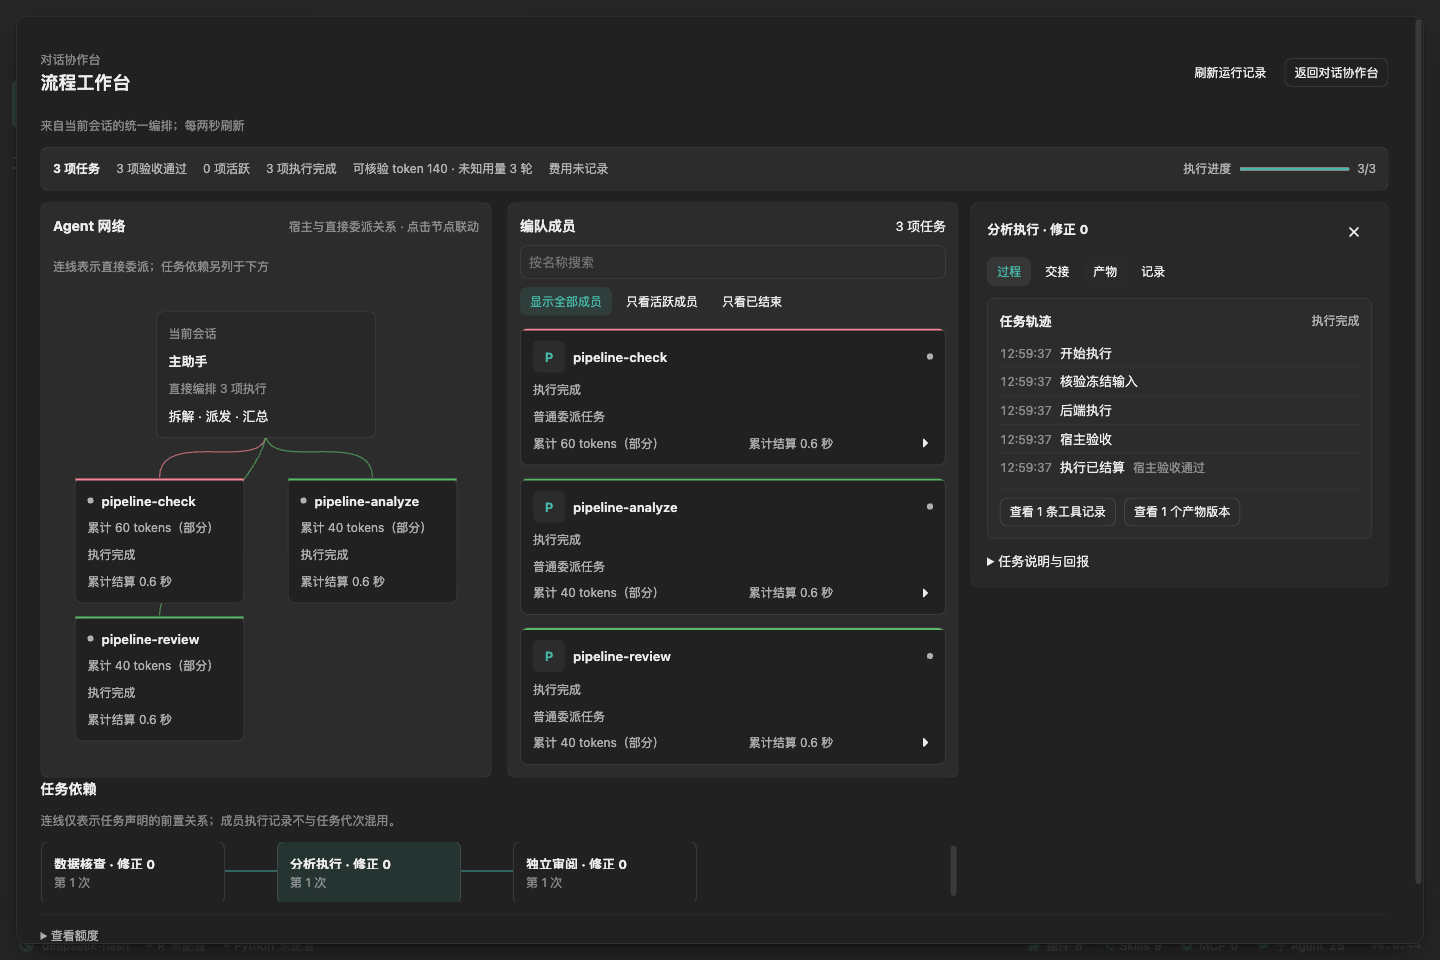 对话协作台
流程工作台
刷新运行记录
返回对话协作台
来自当前会话的统一编排；每两秒刷新
3 项任务 3 项验收通过 0 项活跃 3 项执行完成 可核验 token 140 · 未知用量 3 轮 费用未记录
执行进度 3/3
Agent 网络
宿主与直接委派关系 · 点击节点联动
连线表示直接委派；任务依赖另列于下方
当前会话
主助手
直接编排 3 项执行
拆解 · 派发 · 汇总
pipeline-check
累计 60 tokens（部分）
执行完成
累计结算 0.6 秒
pipeline-analyze
累计 40 tokens（部分）
执行完成
累计结算 0.6 秒
pipeline-review
累计 40 tokens（部分）
执行完成
累计结算 0.6 秒
编队成员
3 项任务
按名称搜索
显示全部成员 只看活跃成员 只看已结束
P pipeline-check
执行完成
普通委派任务
累计 60 tokens（部分） 累计结算 0.6 秒
P pipeline-analyze
执行完成
普通委派任务
累计 40 tokens（部分） 累计结算 0.6 秒
P pipeline-review
执行完成
普通委派任务
累计 40 tokens（部分） 累计结算 0.6 秒
分析执行 · 修正 0
过程 交接 产物 记录
任务轨迹 执行完成
12:59:37 开始执行
12:59:37 核验冻结输入
12:59:37 后端执行
12:59:37 宿主验收
12:59:37 执行已结算 宿主验收通过
查看 1 条工具记录 查看 1 个产物版本
任务说明与回报
任务依赖
连线仅表示任务声明的前置关系；成员执行记录不与任务代次混用。
数据核查 · 修正 0
第 1 次
分析执行 · 修正 0
第 1 次
独立审阅 · 修正 0
第 1 次
查看额度